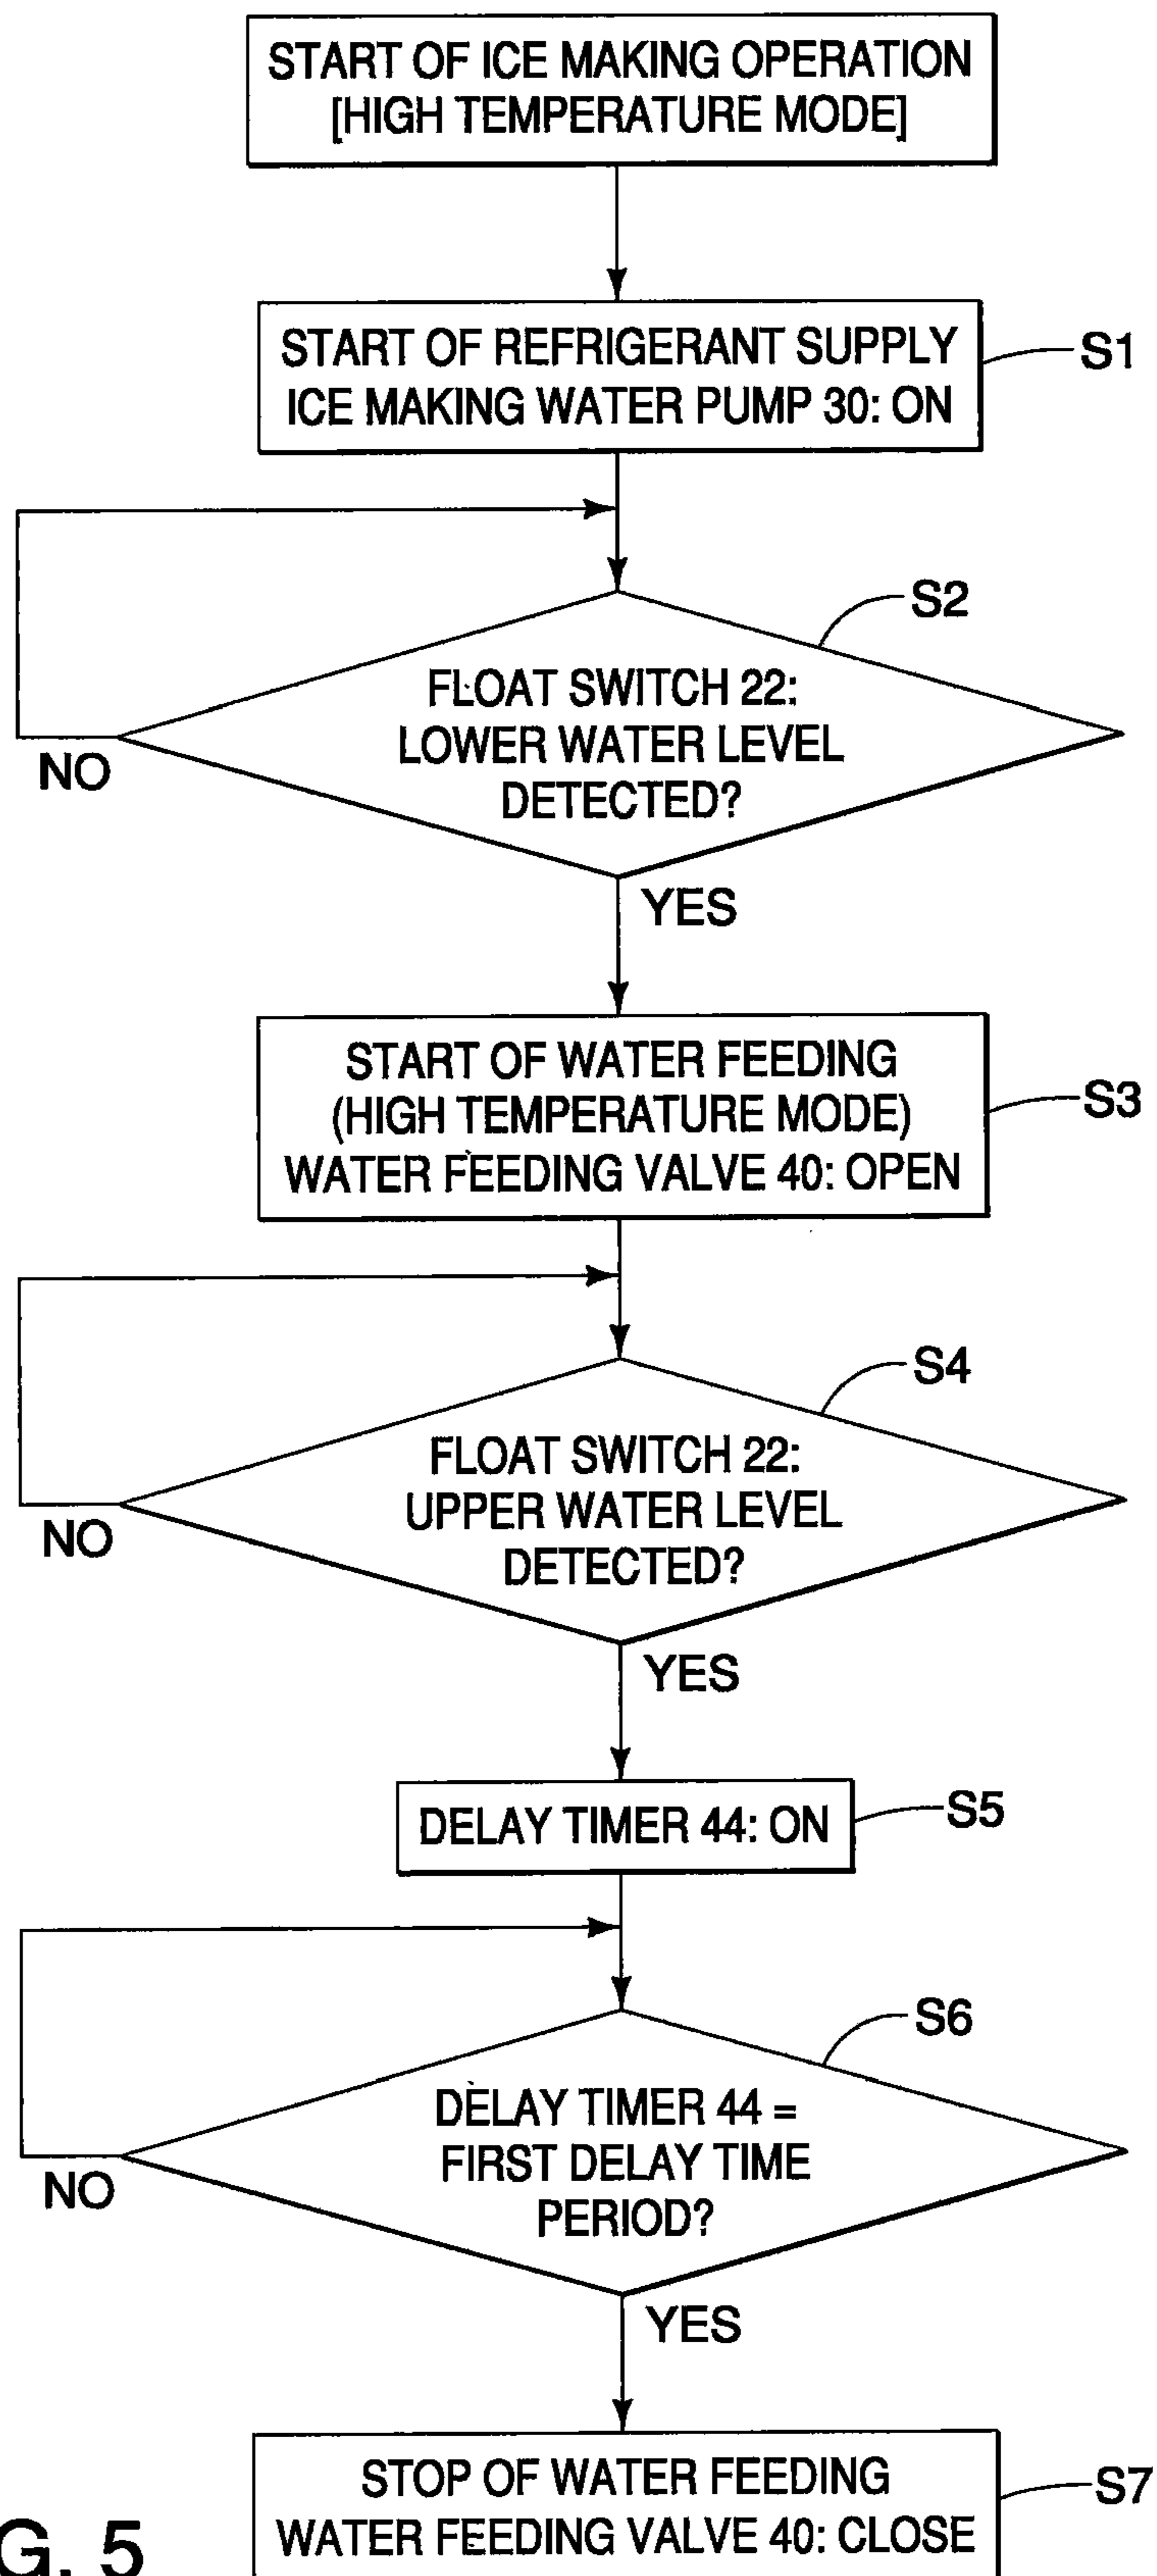 START OF ICE MAKING OPERATION
[HIGH TEMPERATURE MODE]
START OF REFRIGERANT SUPPLY
ICE MAKING WATER PUMP 30: ON
S1
S2
FLOAT SWITCH 22:
LOWER WATER LEVEL
DETECTED?
NO
YES
START OF WATER FEEDING
(HIGH TEMPERATURE MODE)
WATER FEEDING VALVE 40: OPEN
S3
S4
FLOAT SWITCH 22:
UPPER WATER LEVEL
DETECTED?
NO
YES
DELAY TIMER 44: ON
S5
S6
DELAY TIMER 44 =
FIRST DELAY TIME
PERIOD?
NO
YES
STOP OF WATER FEEDING
WATER FEEDING VALVE 40: CLOSE
S7
G. 5